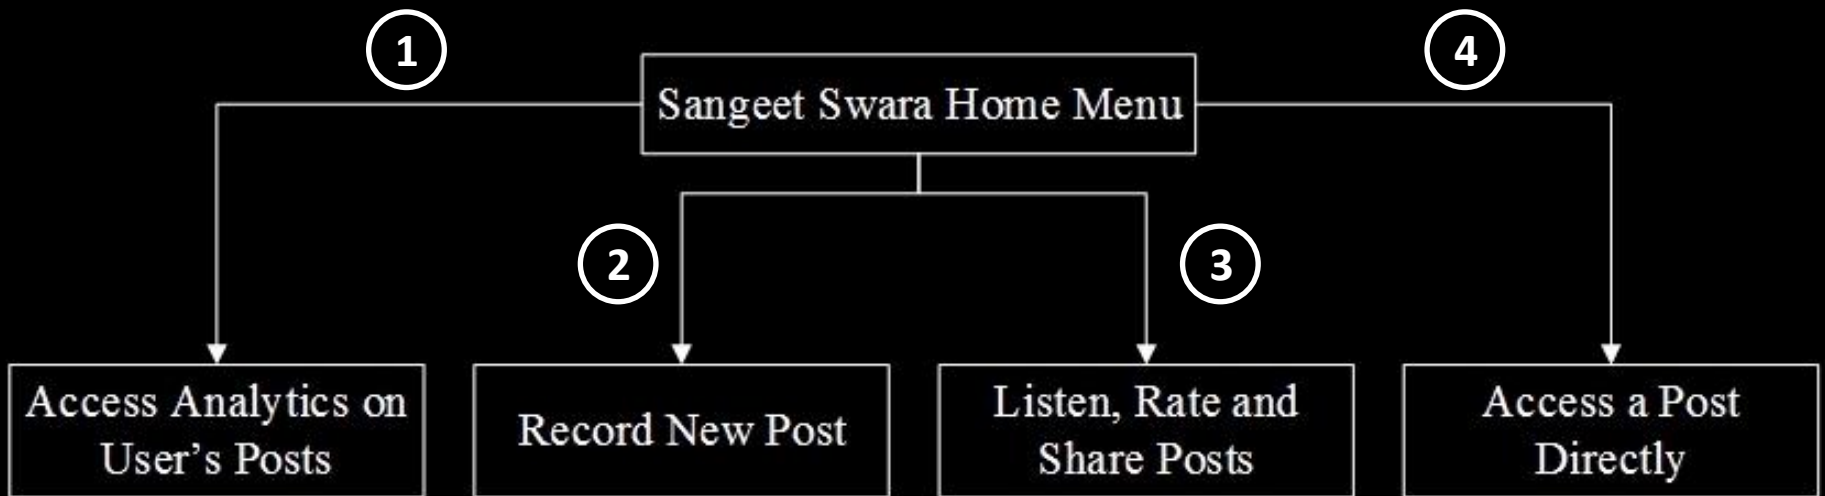 1
4
Sangeet Swara Home Menu
2
3
Access Analytics on
User’s Posts
Record New Post
Listen, Rate and
Share Posts
Access a Post
Directly